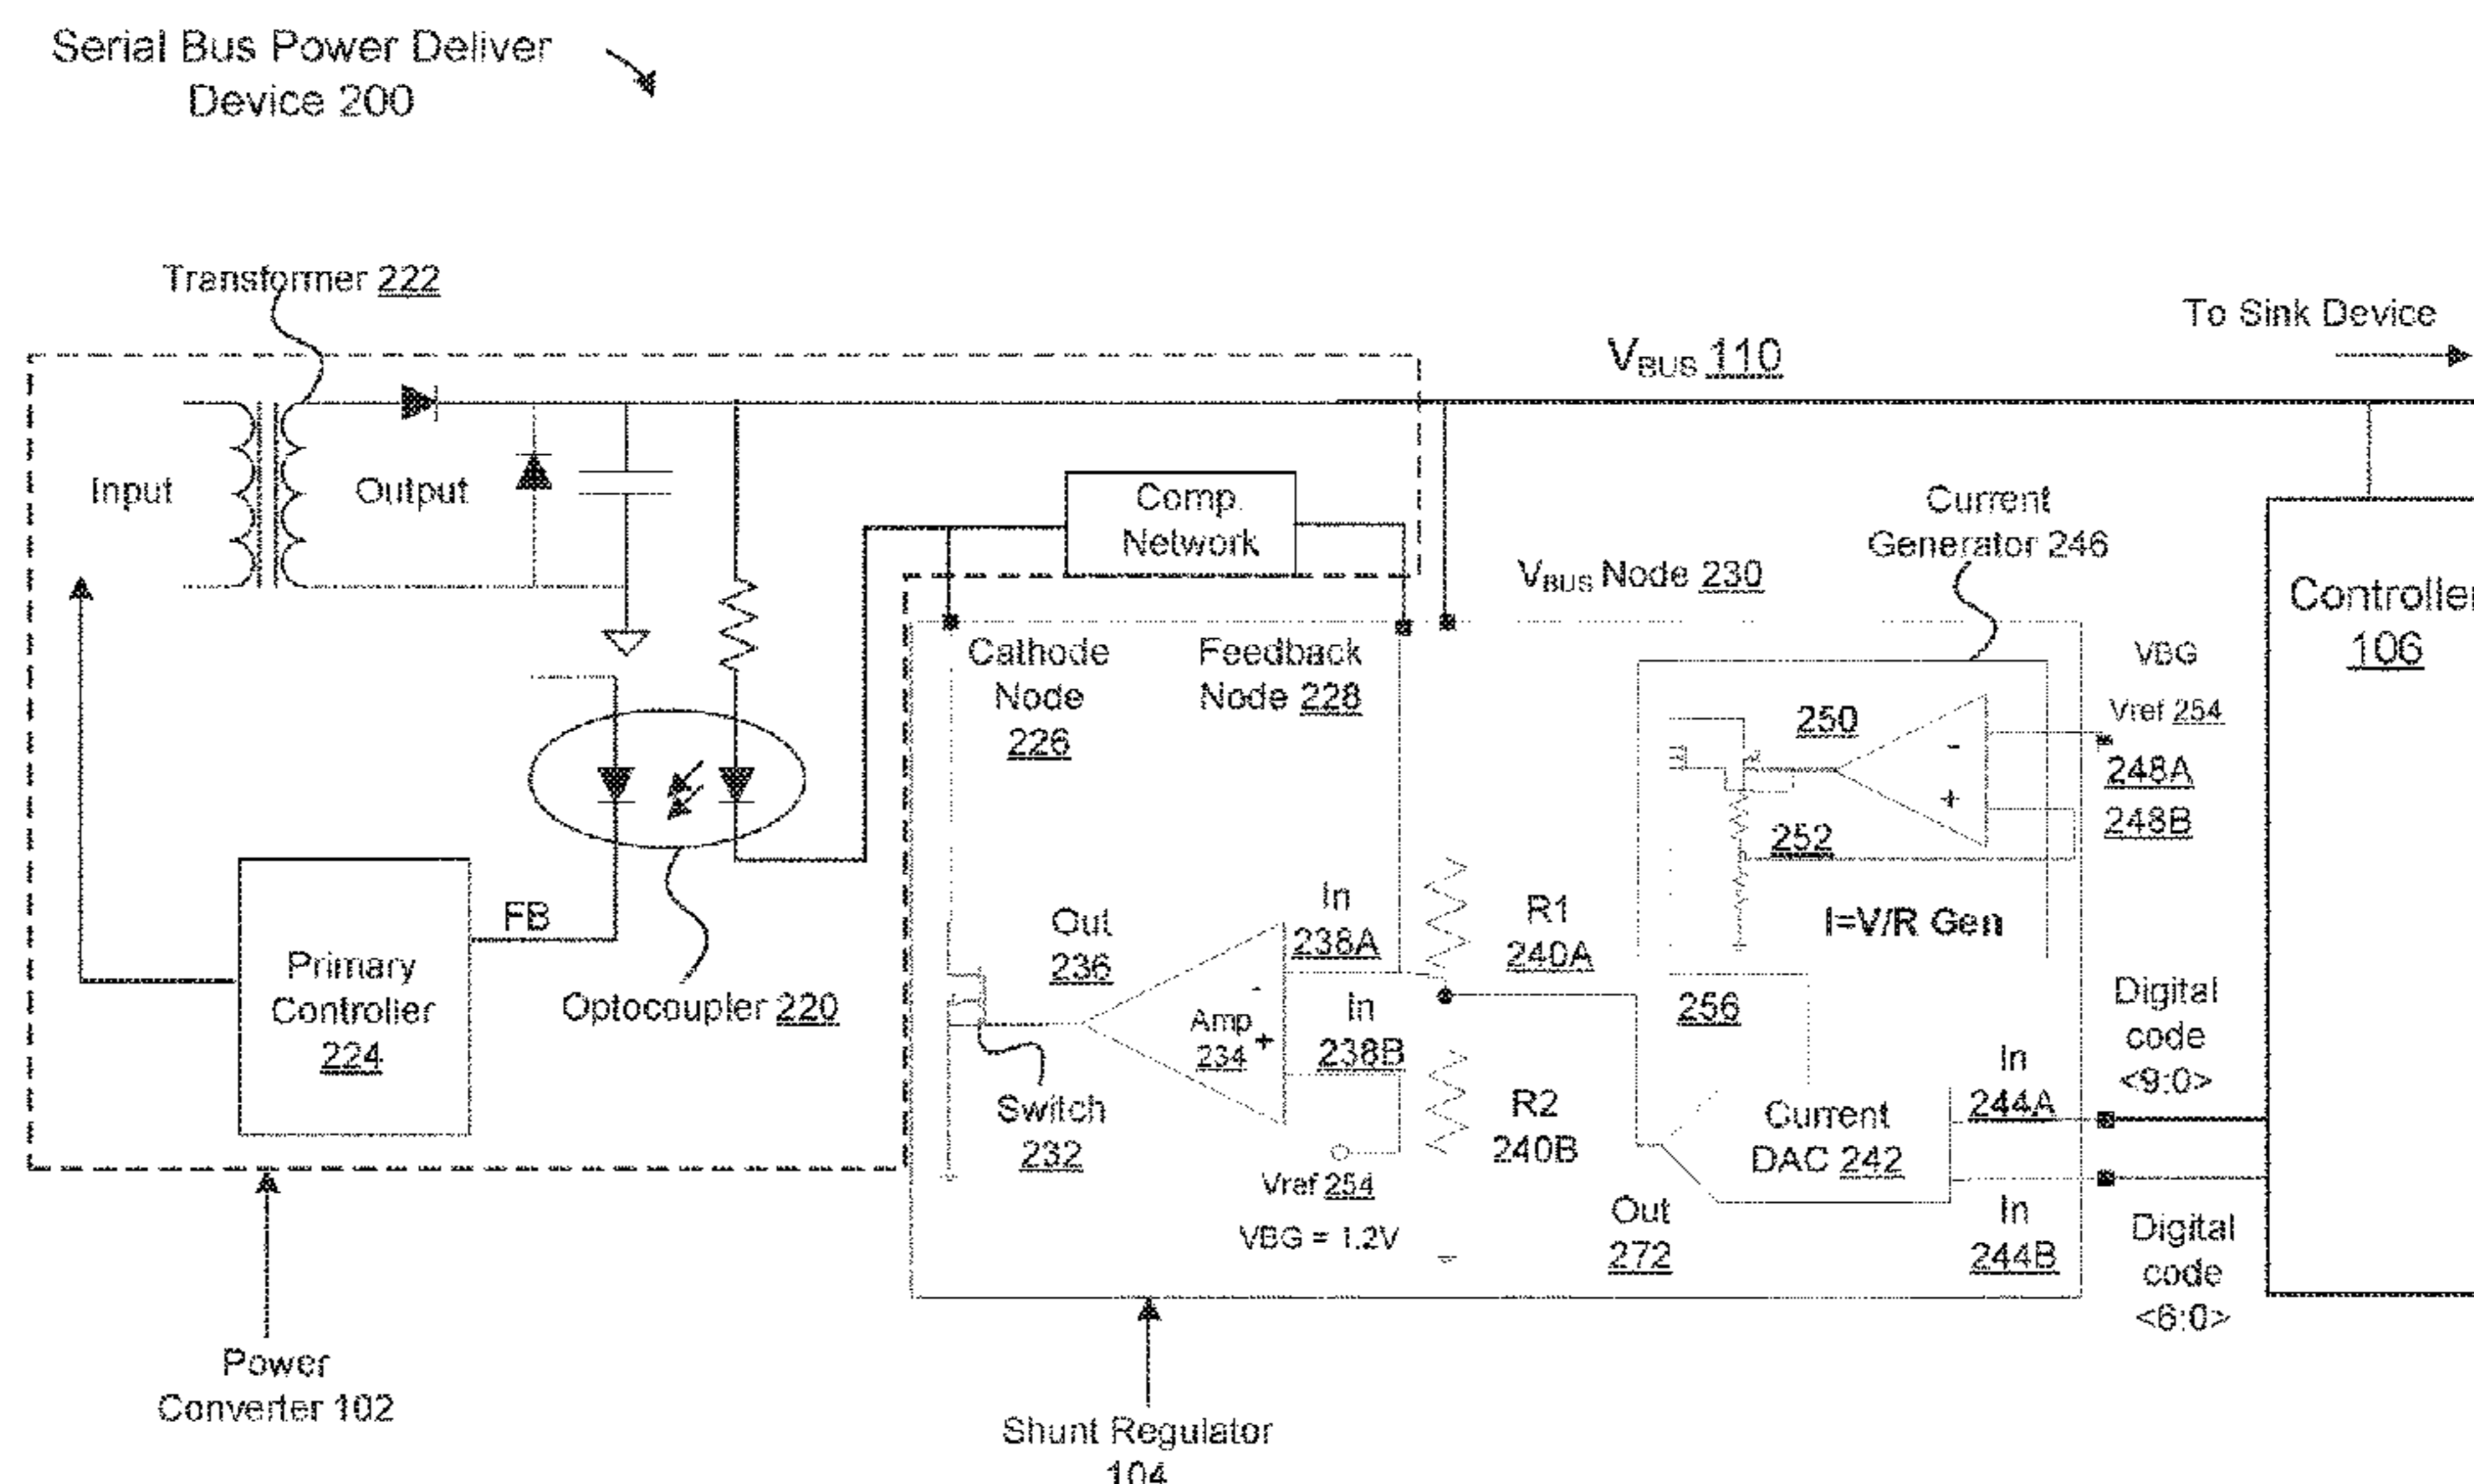 Serial Bus Power Deliver
Device 200
Transformer 222
To Sink Device
VBUS 110
Input
Output
Comp.
Network
Current
Generator 246
VBUS Node 230
Controller
106
Cathode
Node
226
Feedback
Node 228
VBG
Vref 254
248A
248B
250
-
+
252
I=V/R Gen
FB
Primary
Controller
224
Optocoupler 220
Out
236
In
238A
R1
240A
-
Amp
234
+
In
238B
256
Digital
code
<9:0>
Switch
232
R2
240B
Current
DAC 242
In
244A
Vref 254
VBG = 1.2V
Out
272
In
244B
Digital
code
<6:0>
Power
Converter 102
Shunt Regulator
104